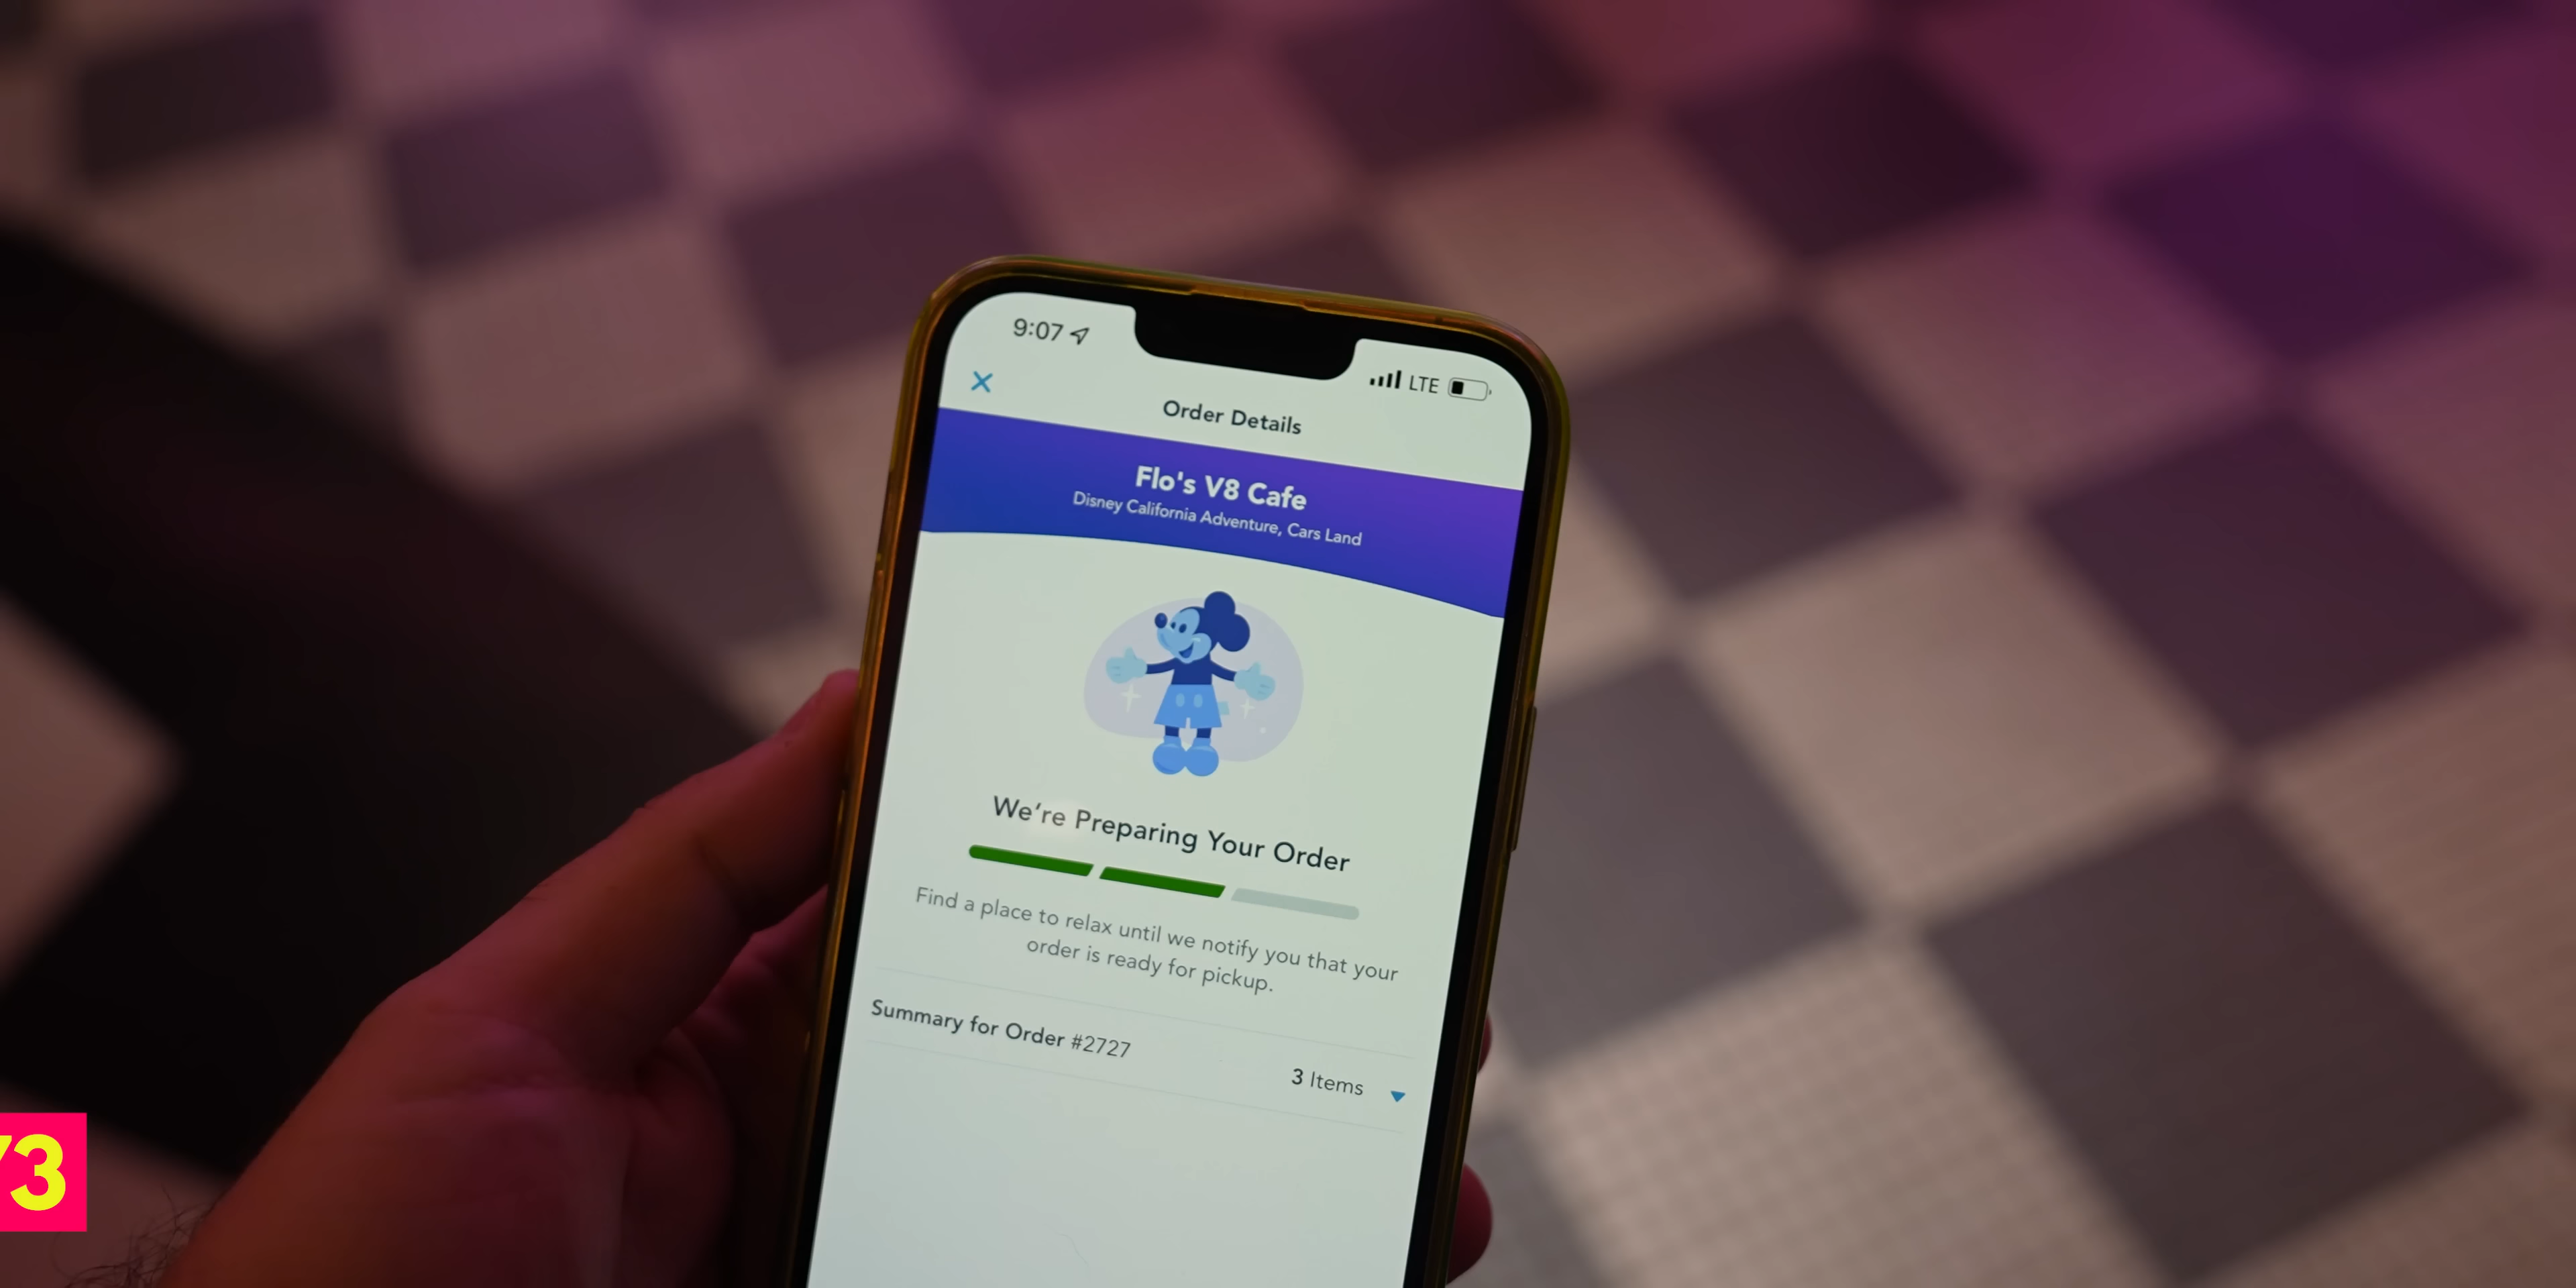 9:07
LTE
Order Details
Flo's V8 Cafe
Disney California Adventure, Cars Land
We're Preparing Your Order
Find a place to relax until we notify you that your
order is ready for pickup.
Summary for Order #2727
3 Items
73